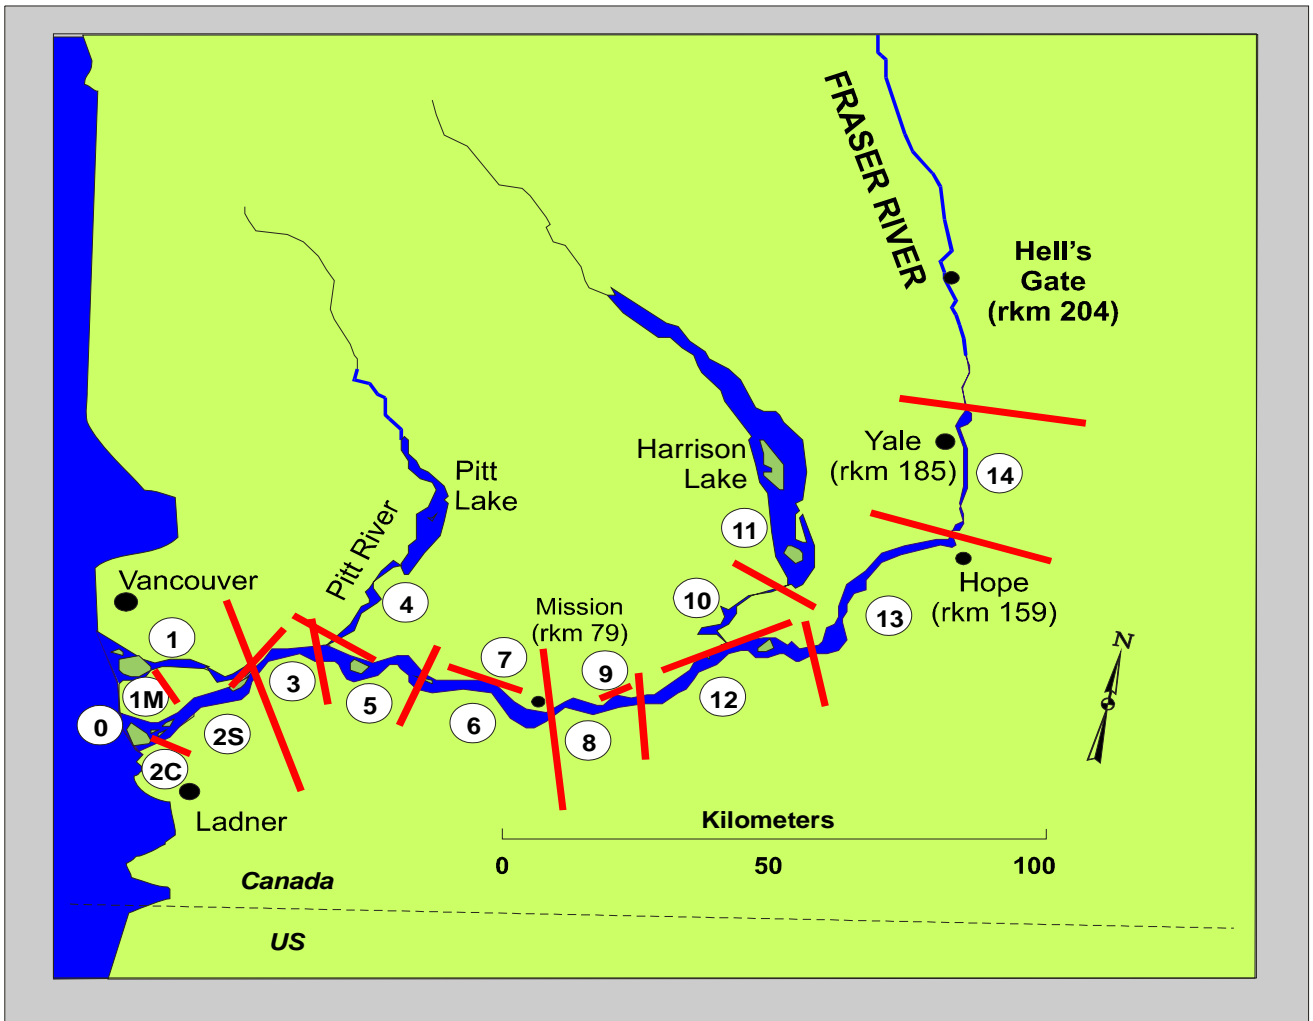 FRASER RIVER
Hell's
Gate
(rkm 204)
Harrison
Lake
Yale
(rkm 185)
14
Pitt
Lake
Pitt River
11
Vancouver
4
10
Mission
(rkm 79)
Hope
(rkm 159)
13
N
1
7
9
3
5
12
1M
0
2S
6
8
2C
Ladner
Kilometers
0 50 100
Canada
US